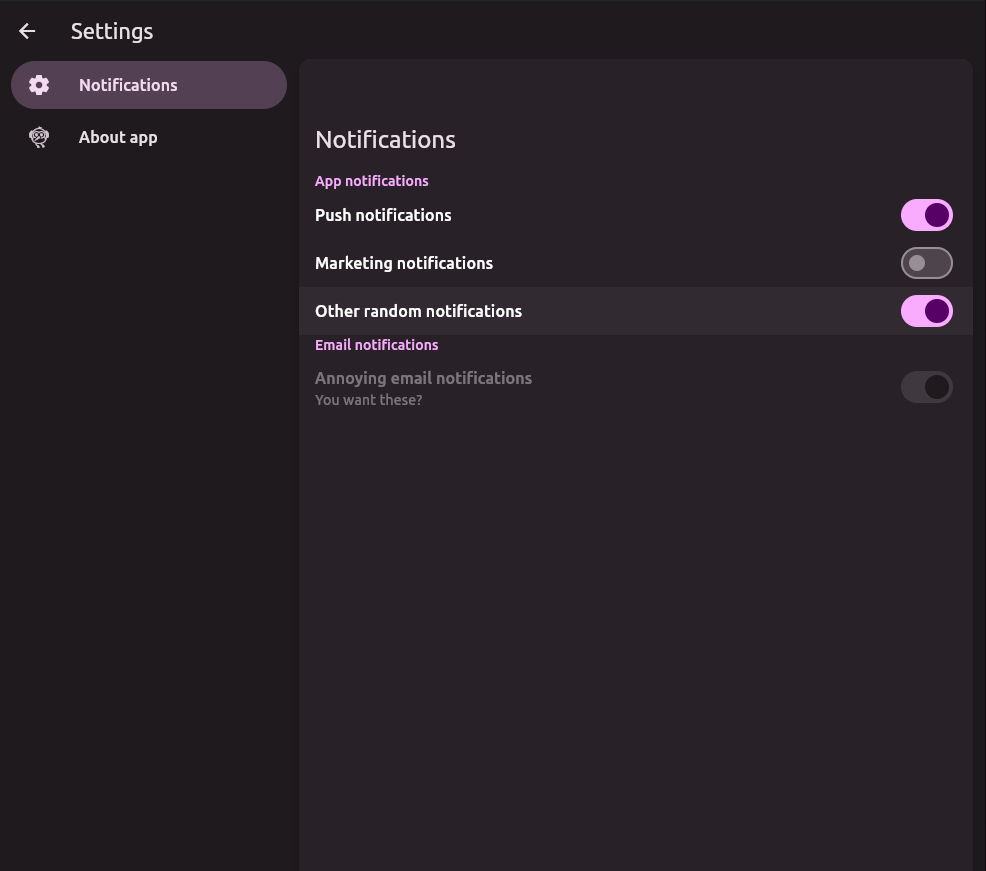 Settings
Notifications
About app
Notifications
App notifications
Push notifications
Marketing notifications
Other random notifications
Email notifications
Annoying email notifications
You want these?